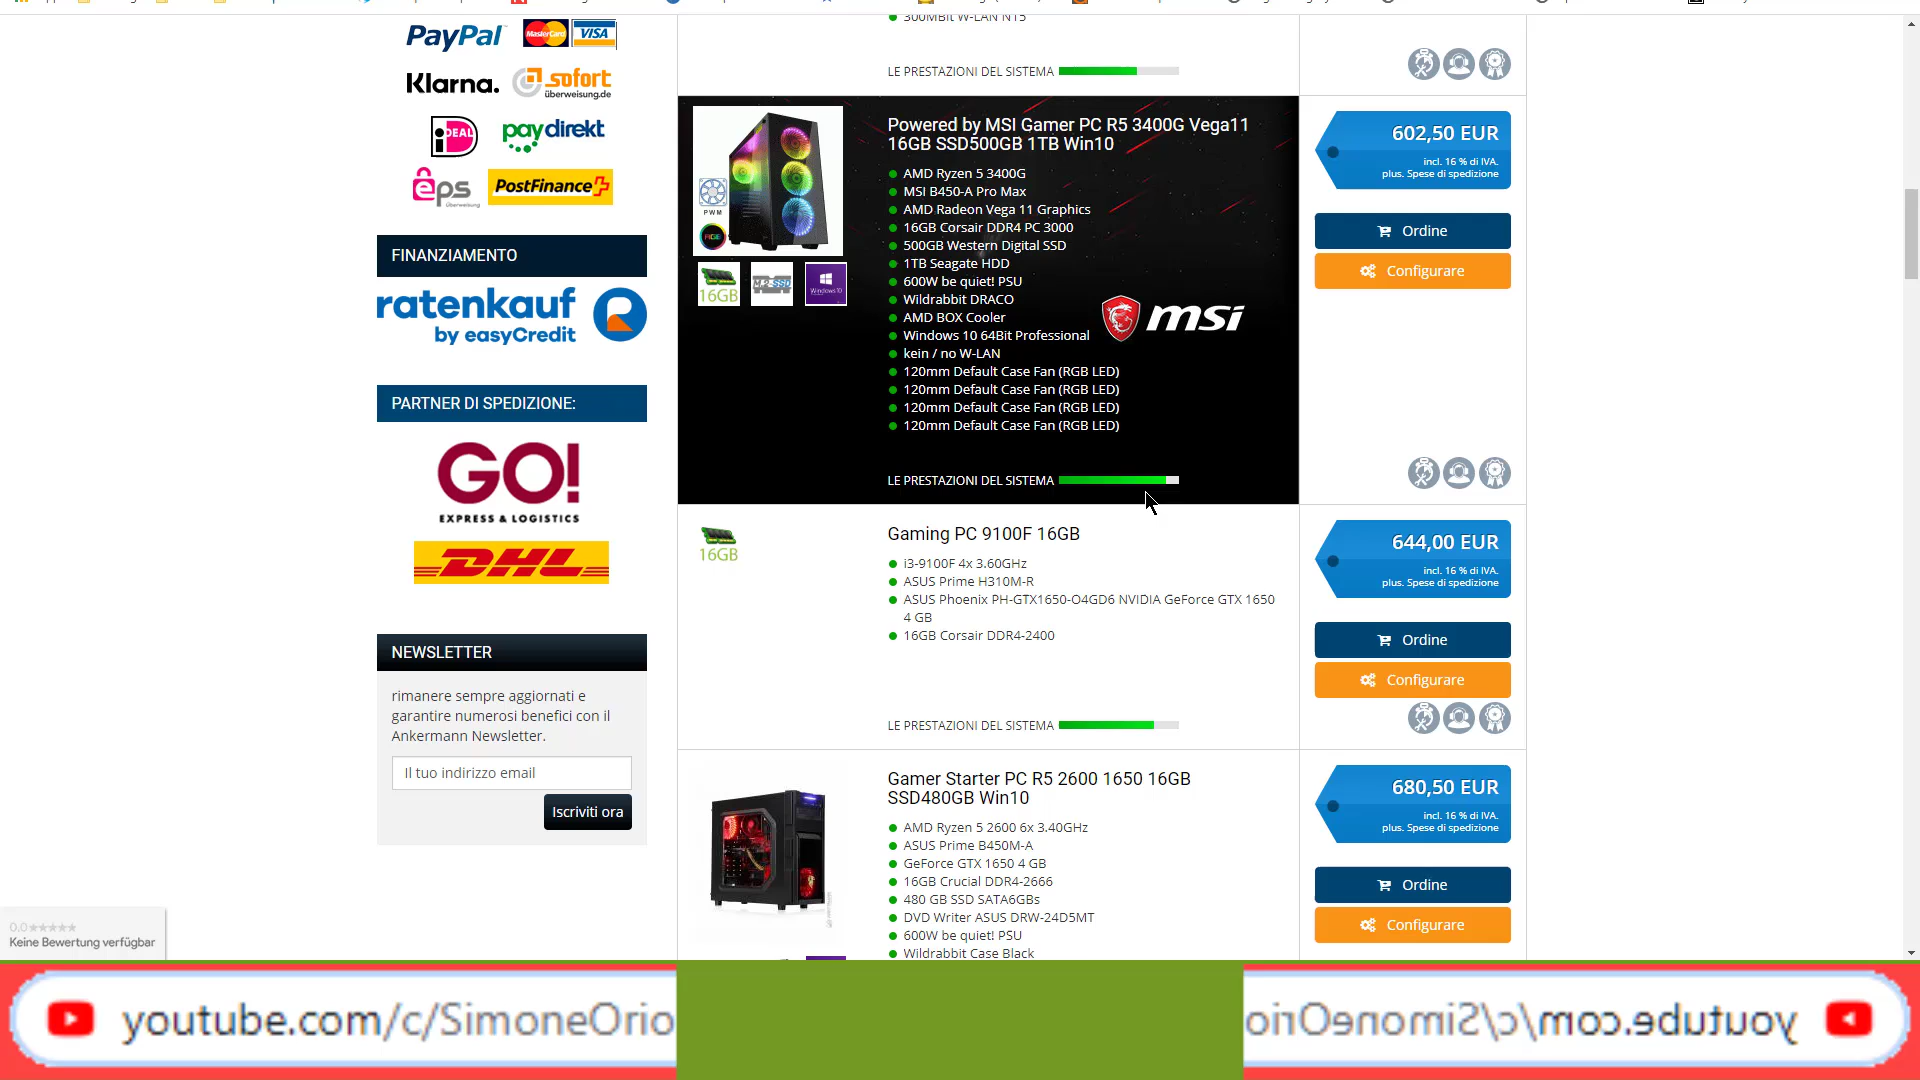 PayPal MasterCard VISA
Klarna. sofort
überweisung.de
iDEAL paydirekt
eps PostFinance
überweisung
FINANZIAMENTO
ratenkauf
by easyCredit
PARTNER DI SPEDIZIONE:
GO!
EXPRESS & LOGISTICS
DHL
NEWSLETTER
rimanere sempre aggiornati e
garantire numerosi benefici con il
Ankermann Newsletter.
Il tuo indirizzo email
Iscriviti ora
0.0
Keine Bewertung verfügbar
300MBit W-LAN N15
LE PRESTAZIONI DEL SISTEMA
Powered by MSI Gamer PC R5 3400G Vega11
16GB SSD500GB 1TB Win10
AMD Ryzen 5 3400G
MSI B450-A Pro Max
AMD Radeon Vega 11 Graphics
16GB Corsair DDR4 PC 3000
500GB Western Digital SSD
1TB Seagate HDD
600W be quiet! PSU
Wildrabbit DRACO
AMD BOX Cooler
Windows 10 64Bit Professional
kein / no W-LAN
120mm Default Case Fan (RGB LED)
120mm Default Case Fan (RGB LED)
120mm Default Case Fan (RGB LED)
120mm Default Case Fan (RGB LED)
LE PRESTAZIONI DEL SISTEMA
PWM
16GB M.2-SSD Windows 10
msi
602,50 EUR
incl. 16 % di IVA.
plus. Spese di spedizione
Ordine
Configurare
16GB
Gaming PC 9100F 16GB
i3-9100F 4x 3.60GHz
ASUS Prime H310M-R
ASUS Phoenix PH-GTX1650-O4GD6 NVIDIA GeForce GTX 1650
4 GB
16GB Corsair DDR4-2400
LE PRESTAZIONI DEL SISTEMA
644,00 EUR
incl. 16 % di IVA.
plus. Spese di spedizione
Ordine
Configurare
Gamer Starter PC R5 2600 1650 16GB
SSD480GB Win10
AMD Ryzen 5 2600 6x 3.40GHz
ASUS Prime B450M-A
GeForce GTX 1650 4 GB
16GB Crucial DDR4-2666
480 GB SSD SATA6GBs
DVD Writer ASUS DRW-24D5MT
600W be quiet! PSU
Wildrabbit Case Black
680,50 EUR
incl. 16 % di IVA.
plus. Spese di spedizione
Ordine
Configurare
youtube.com/c/SimoneOrio
youtube.com/c/SimoneOrio